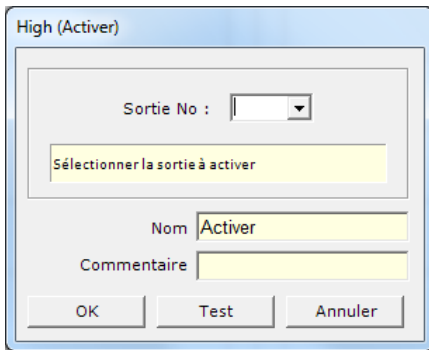 High (Activer)
Sortie No :
Sélectionner la sortie à activer
Nom Activer
Commentaire
OK Test Annuler